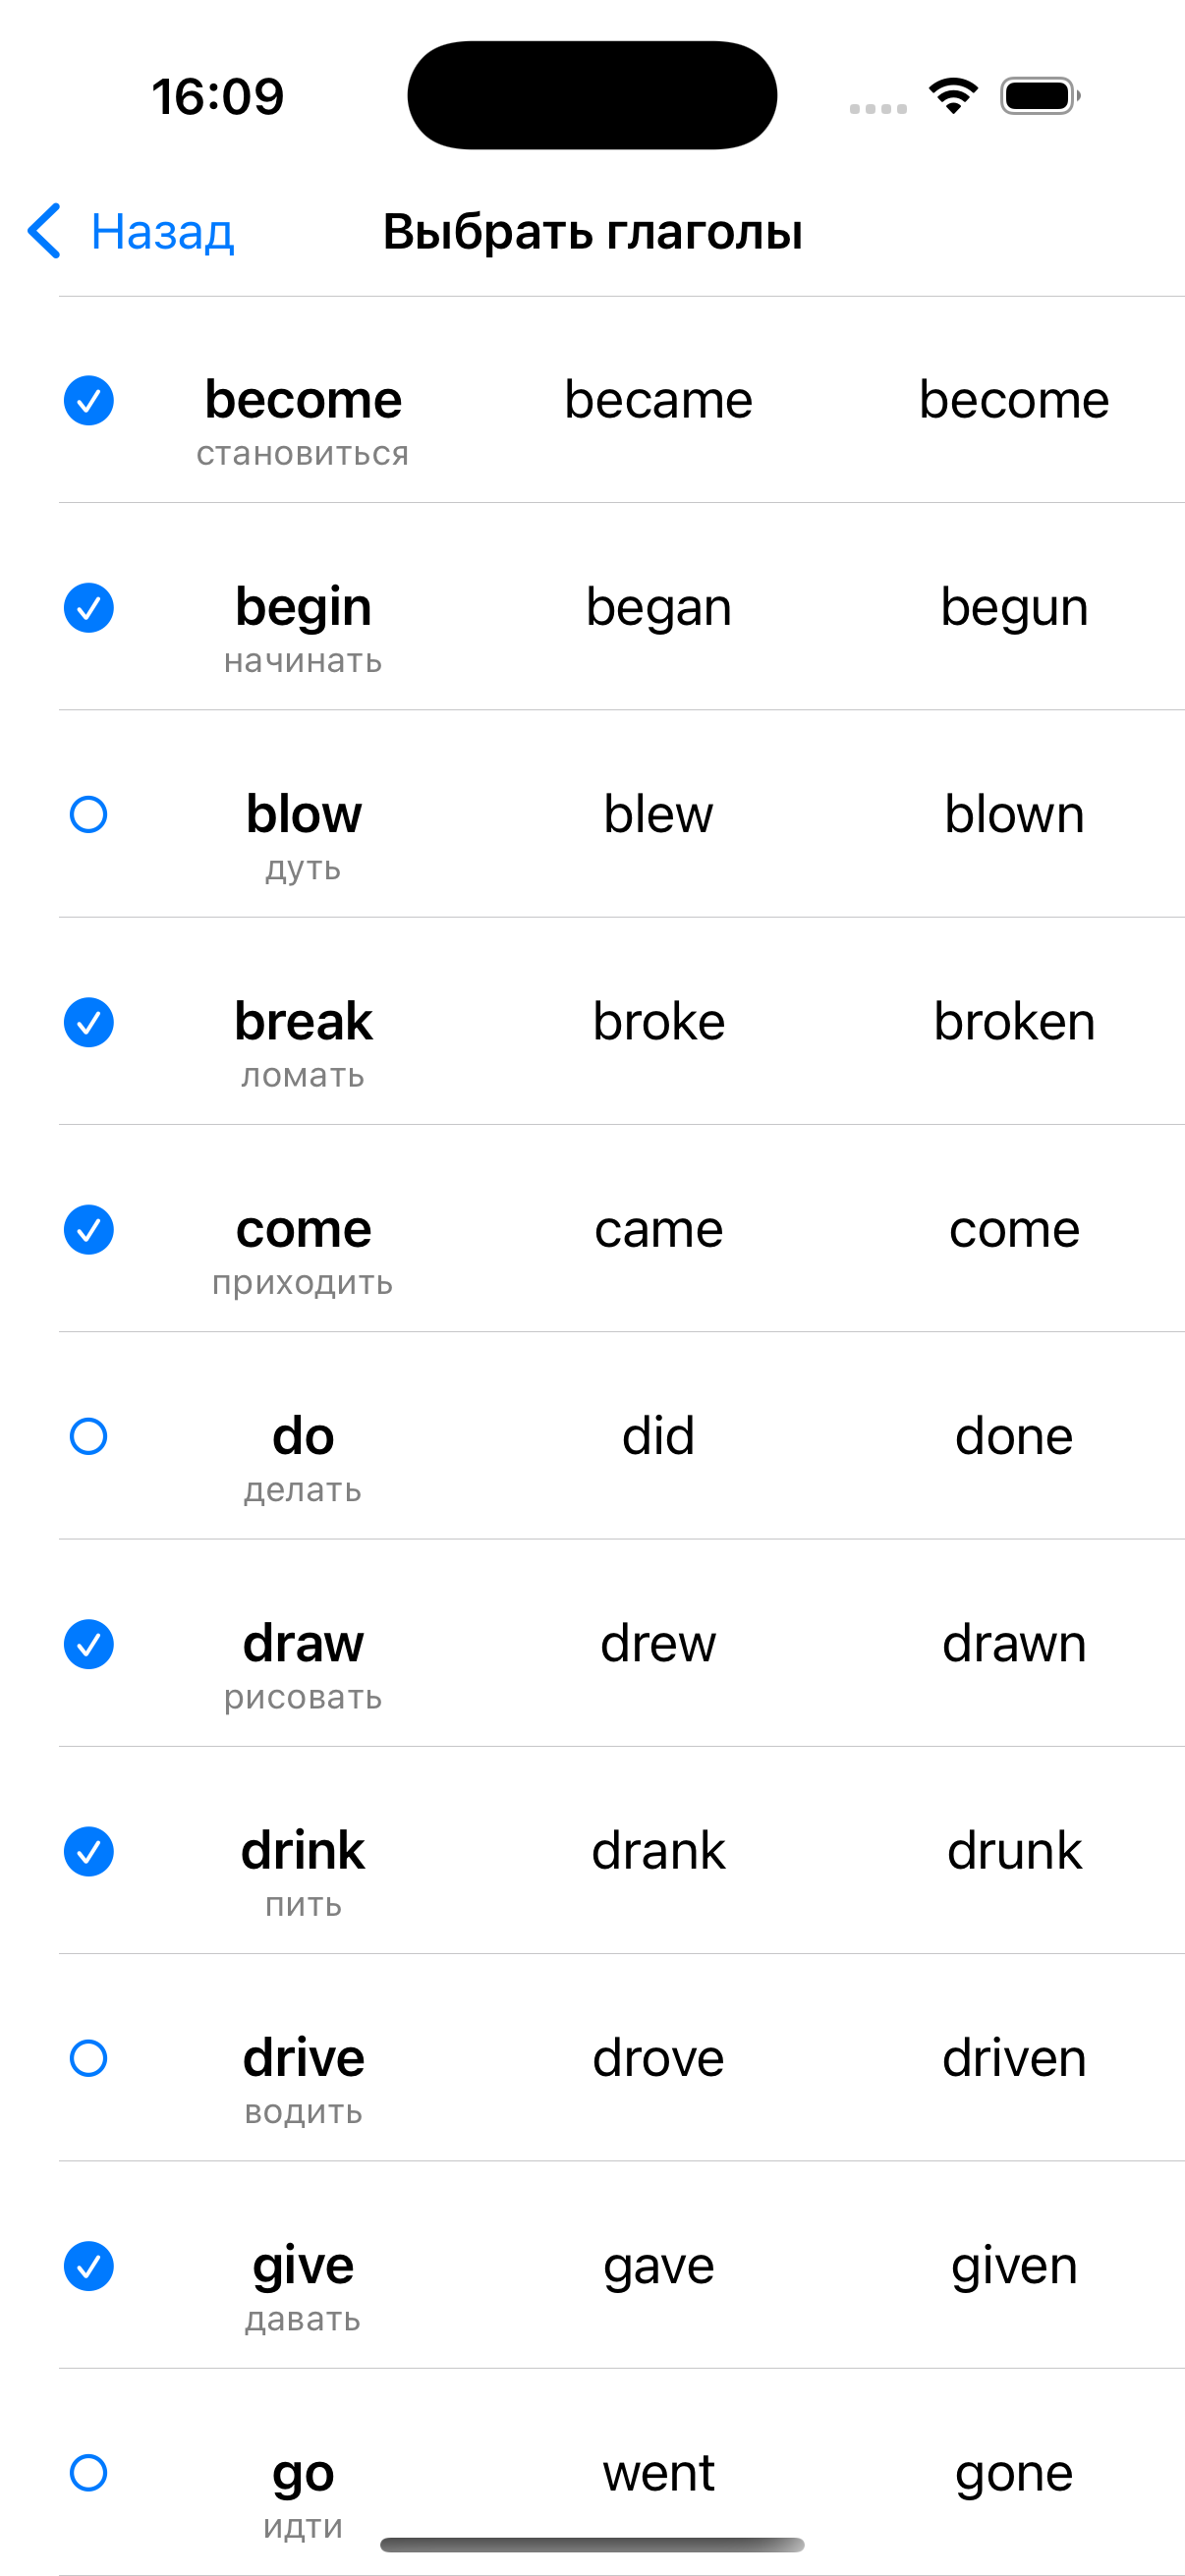 16:09
Назад Выбрать глаголы
become became become
становиться
begin began begun
начинать
blow blew blown
дуть
break broke broken
ломать
come came come
приходить
do did done
делать
draw drew drawn
рисовать
drink drank drunk
пить
drive drove driven
водить
give gave given
давать
go went gone
идти